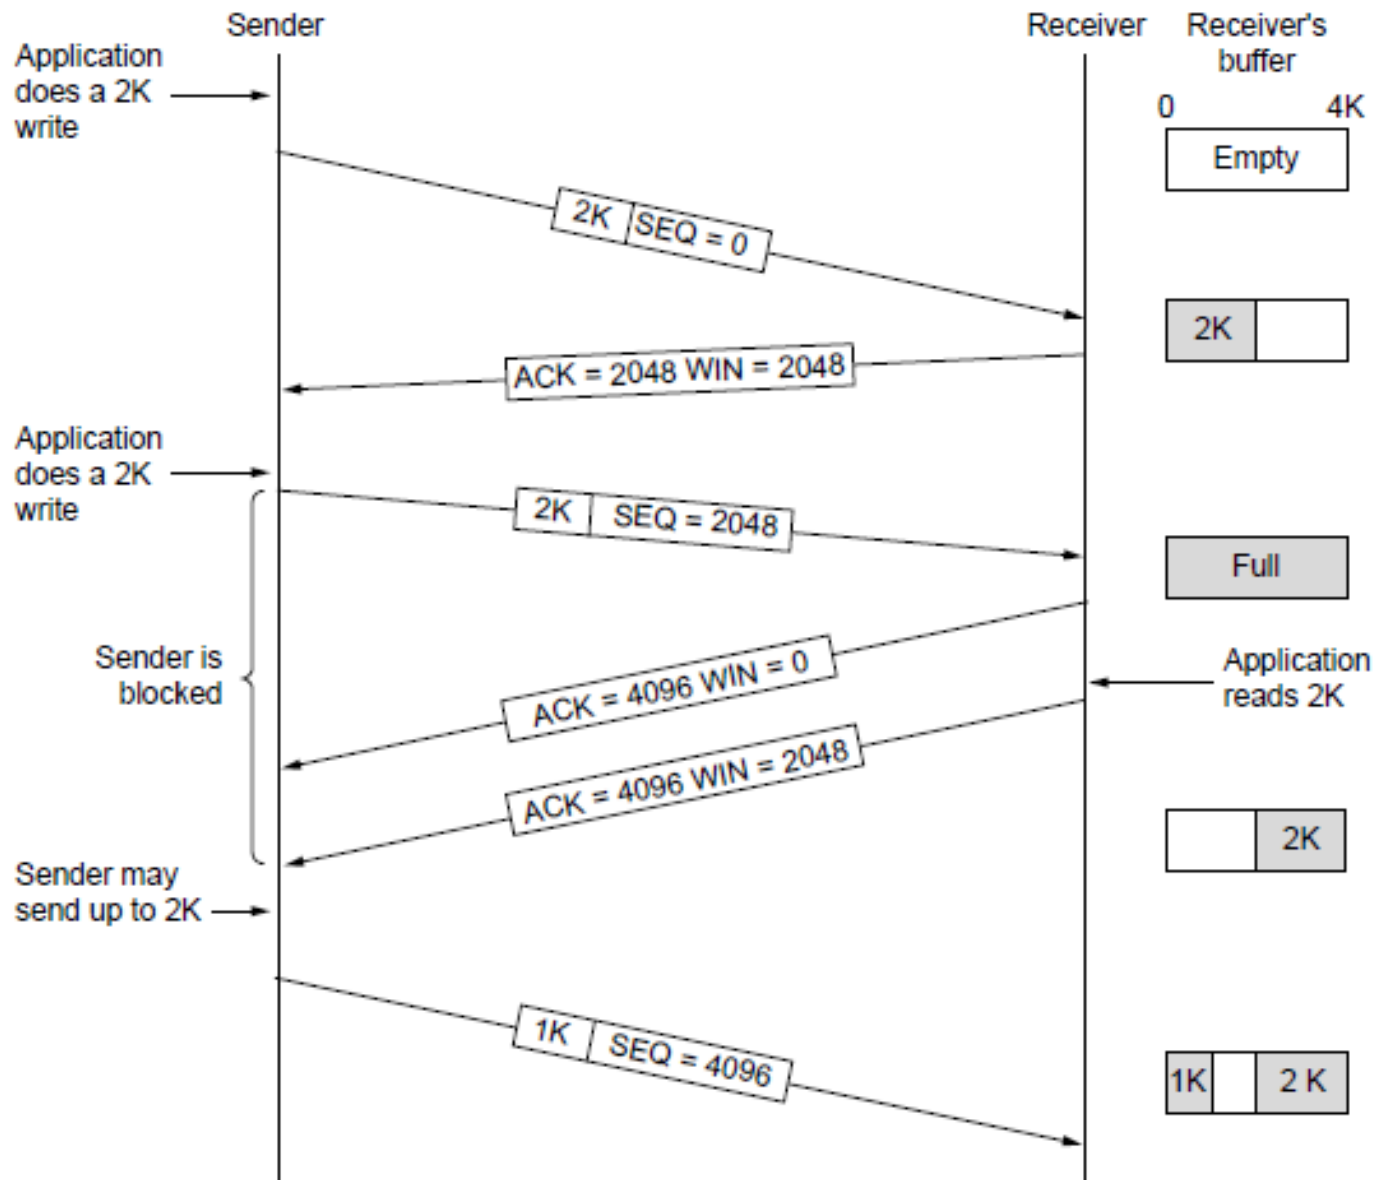 Sender
Receiver
Receiver's
buffer
Application
does a 2K
write
0 4K
Empty
2K SEQ = 0
2K
ACK = 2048 WIN = 2048
Application
does a 2K
write
2K SEQ = 2048
Full
Sender is
blocked
ACK = 4096 WIN = 0
Application
reads 2K
ACK = 4096 WIN = 2048
2K
Sender may
send up to 2K
1K SEQ = 4096
1K 2 K